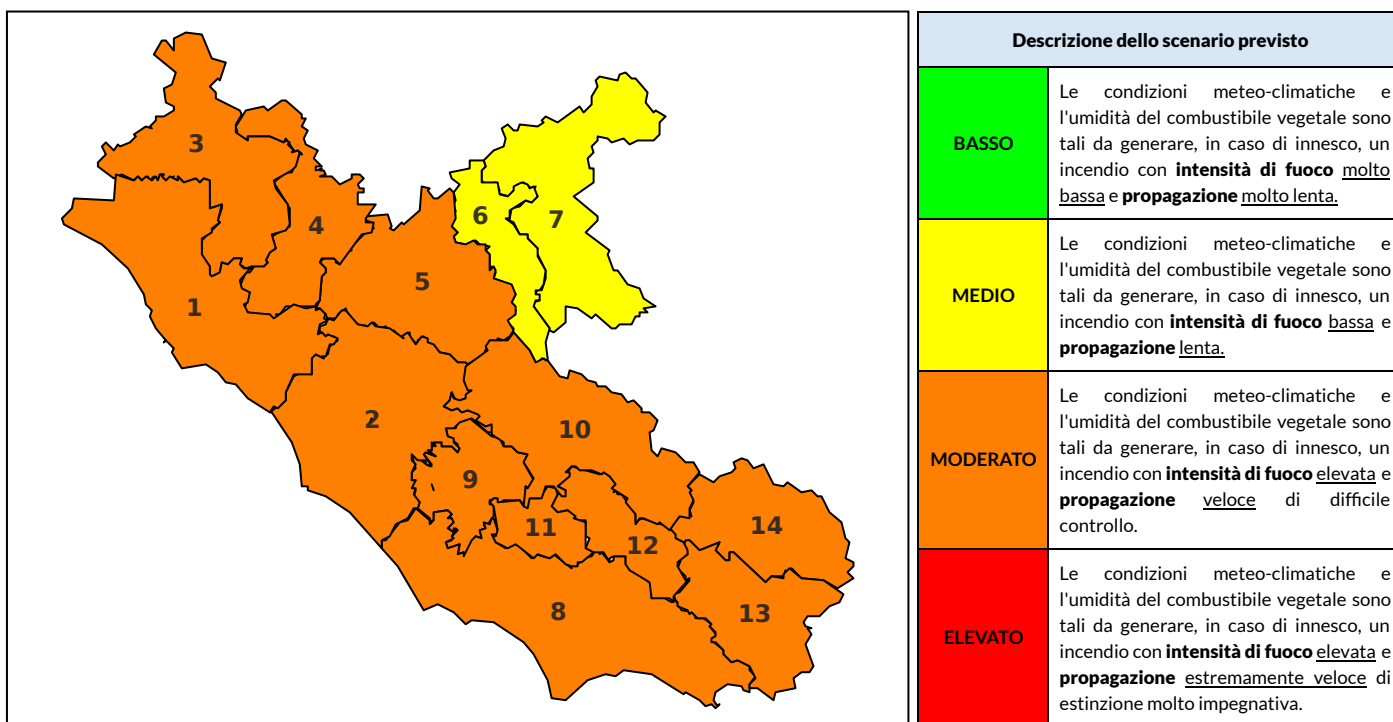 3
4
6
7
5
1
2
10
9
11
12
14
8
13
Descrizione dello scenario previsto
BASSO
Le condizioni meteo-climatiche e
l'umidità del combustibile vegetale sono
tali da generare, in caso di innesco, un
incendio con intensità di fuoco molto
bassa e propagazione molto lenta.
MEDIO
Le condizioni meteo-climatiche e
l'umidità del combustibile vegetale sono
tali da generare, in caso di innesco, un
incendio con intensità di fuoco bassa e
propagazione lenta.
MODERATO
Le condizioni meteo-climatiche e
l'umidità del combustibile vegetale sono
tali da generare, in caso di innesco, un
incendio con intensità di fuoco elevata e
propagazione veloce di difficile
controllo.
ELEVATO
Le condizioni meteo-climatiche e
l'umidità del combustibile vegetale sono
tali da generare, in caso di innesco, un
incendio con intensità di fuoco elevata e
propagazione estremamente veloce di
estinzione molto impegnativa.